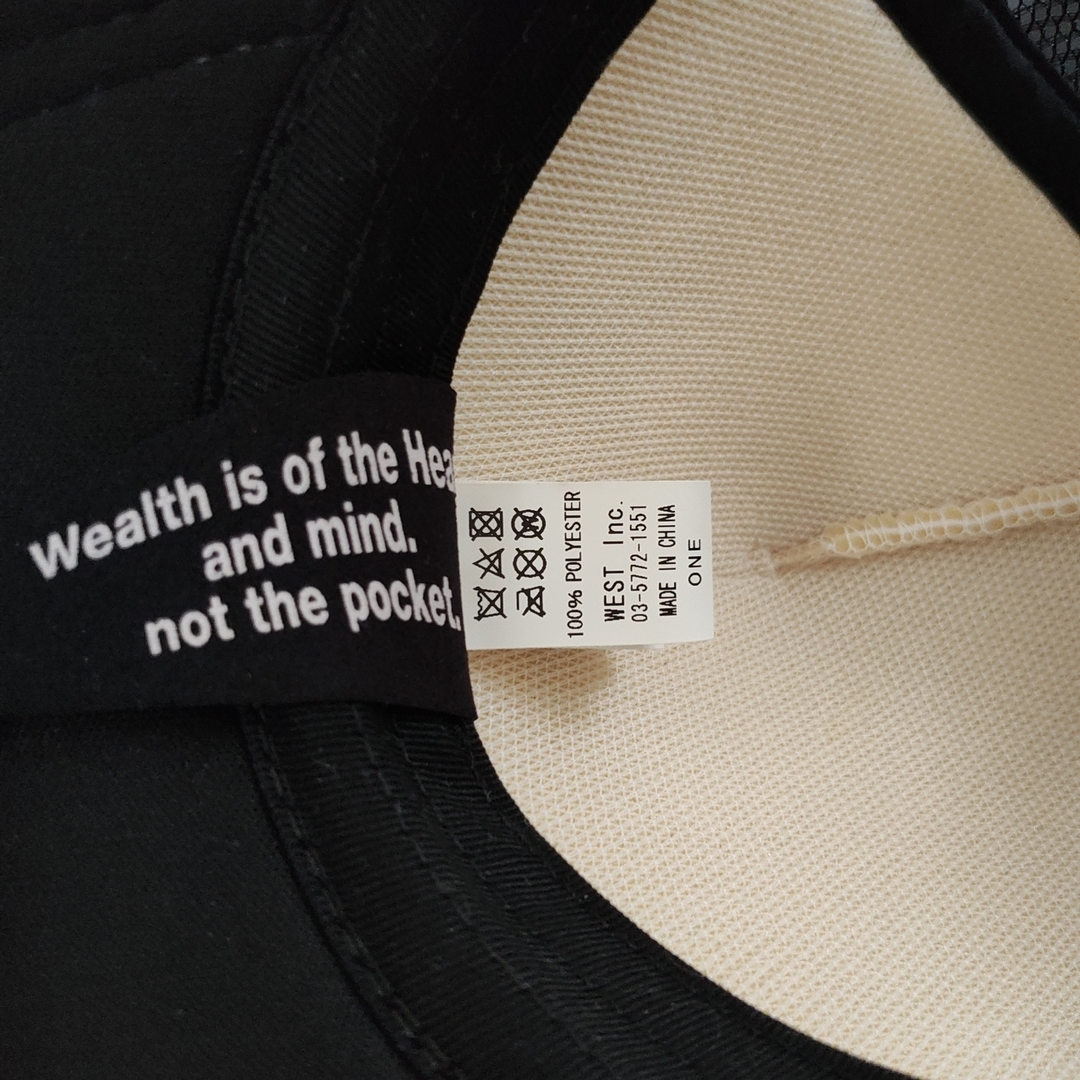 Wealth is of the Hea
and mind.
not the pocket.
100% POLYESTER
WEST Inc.
03-5772-1551
MADE IN CHINA
ONE